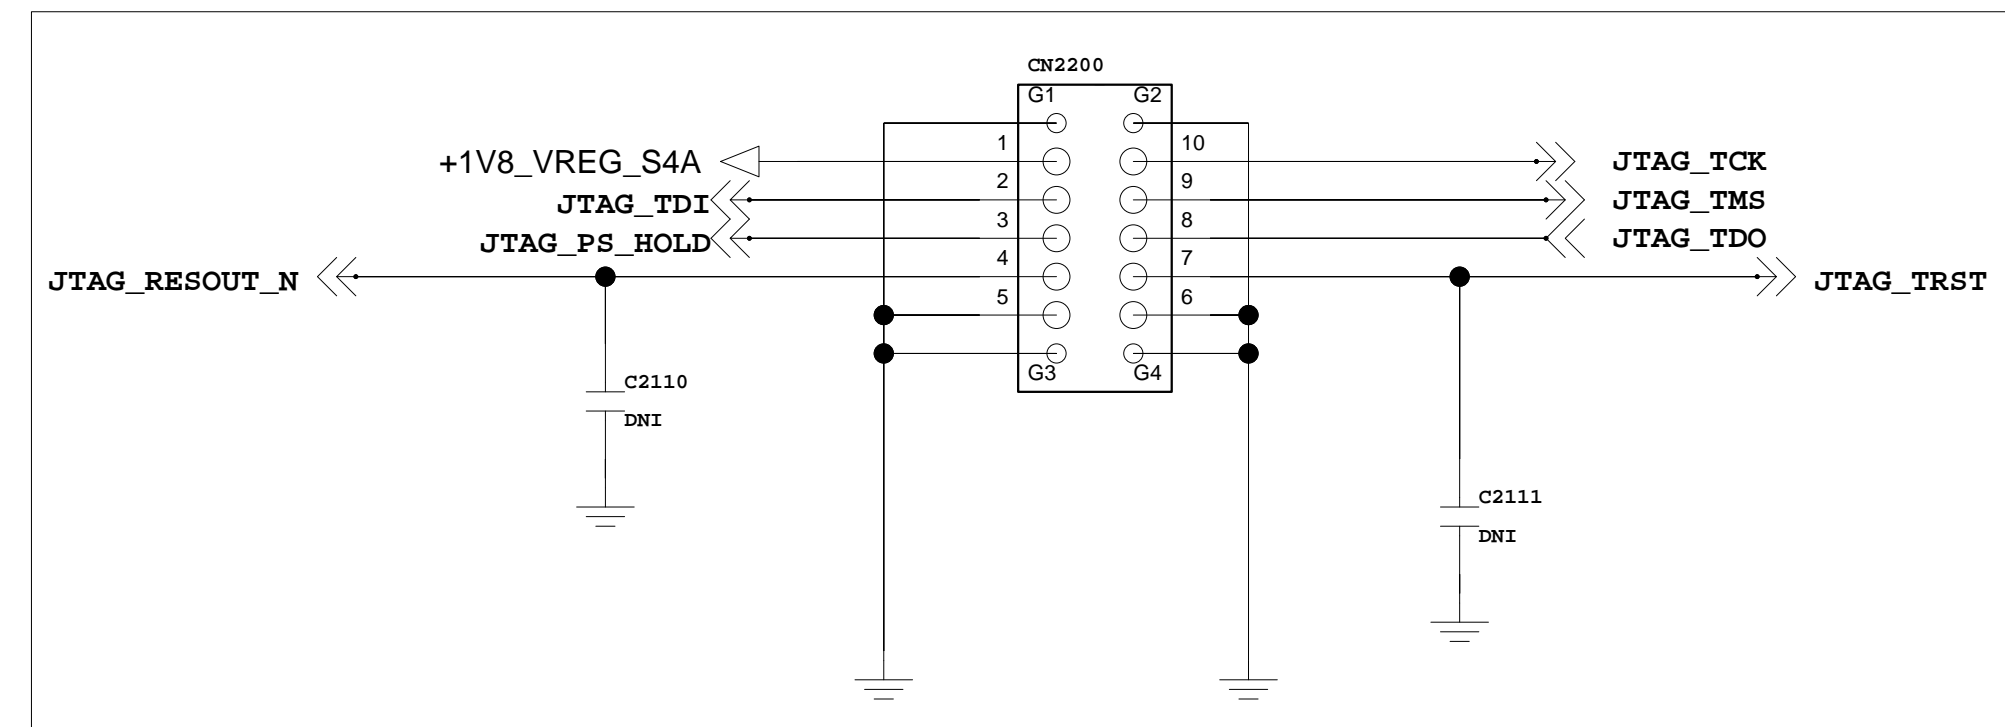 CN2200
G1 G2
1 10
+1V8_VREG_S4A JTAG_TCK
2 9
JTAG_TDI JTAG_TMS
3 8
JTAG_PS_HOLD JTAG_TDO
4 7
JTAG_RESOUT_N JTAG_TRST
5 6
G3 G4
C2110
DNI
C2111
DNI